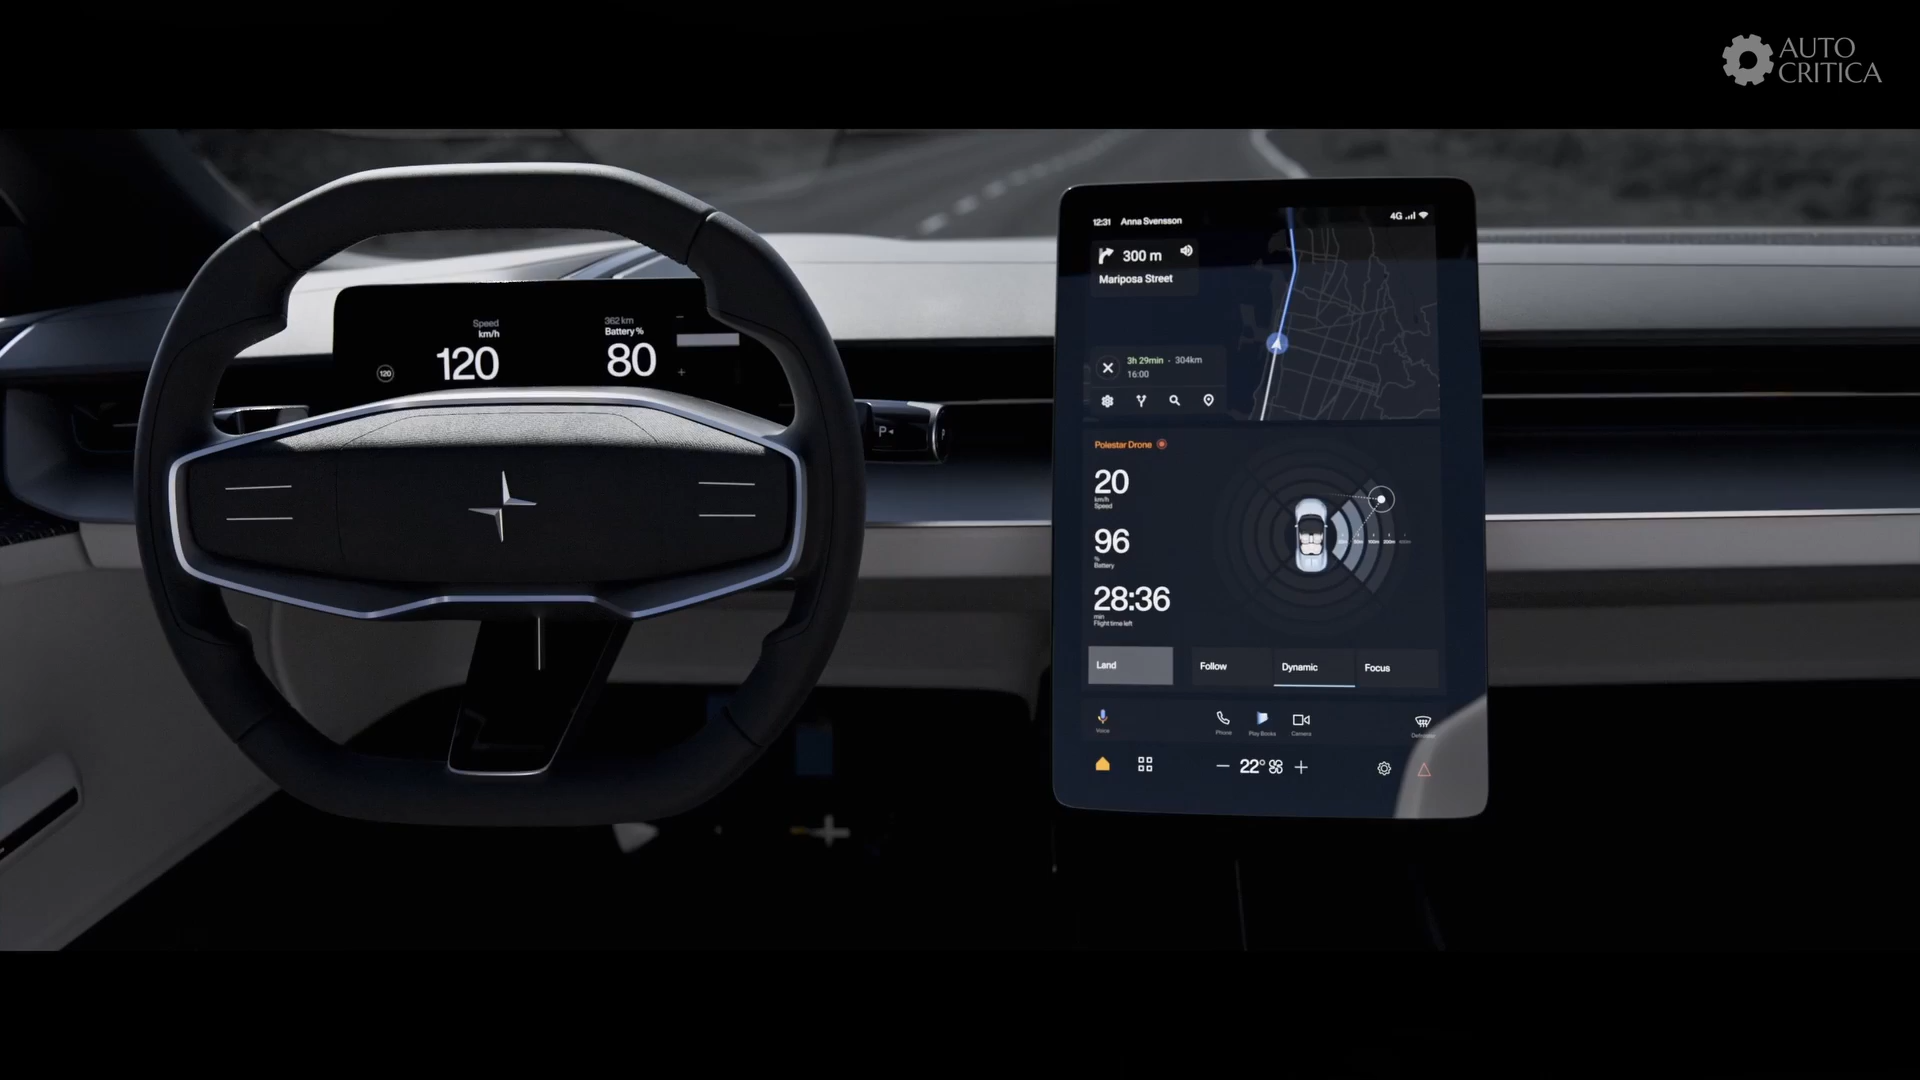 AUTO
CRITICA
12:31 Anna Svensson
4G
300 m
Mariposa Street
Speed
km/h
120
120
362 km
Battery %
80
3h 29min · 304km
16:00
P
Polestar Drone
20
km/h
Speed
96
%
Battery
28:36
min
Flight time left
100m
200m
Land
Follow
Dynamic
Focus
Voice
Phone
Play Books
Camera
22°